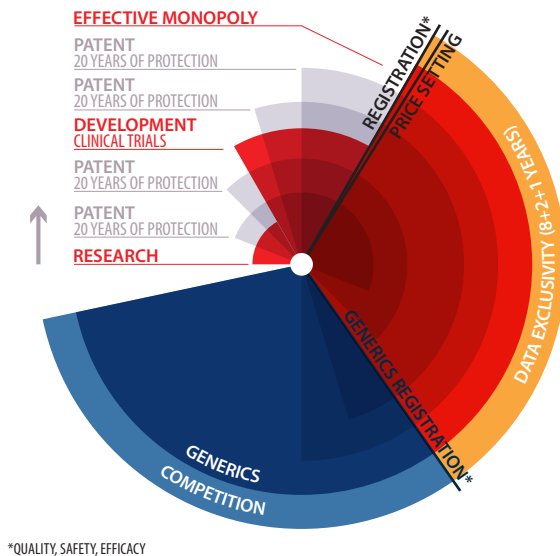 EFFECTIVE MONOPOLY
PATENT
20 YEARS OF PROTECTION
PATENT
20 YEARS OF PROTECTION
DEVELOPMENT
CLINICAL TRIALS
PATENT
20 YEARS OF PROTECTION
PATENT
20 YEARS OF PROTECTION
RESEARCH
REGISTRATION*
PRICE SETTING
DATA EXCLUSIVITY (8+2+1 YEARS)
GENERICS REGISTRATION*
GENERICS
COMPETITION
*QUALITY, SAFETY, EFFICACY